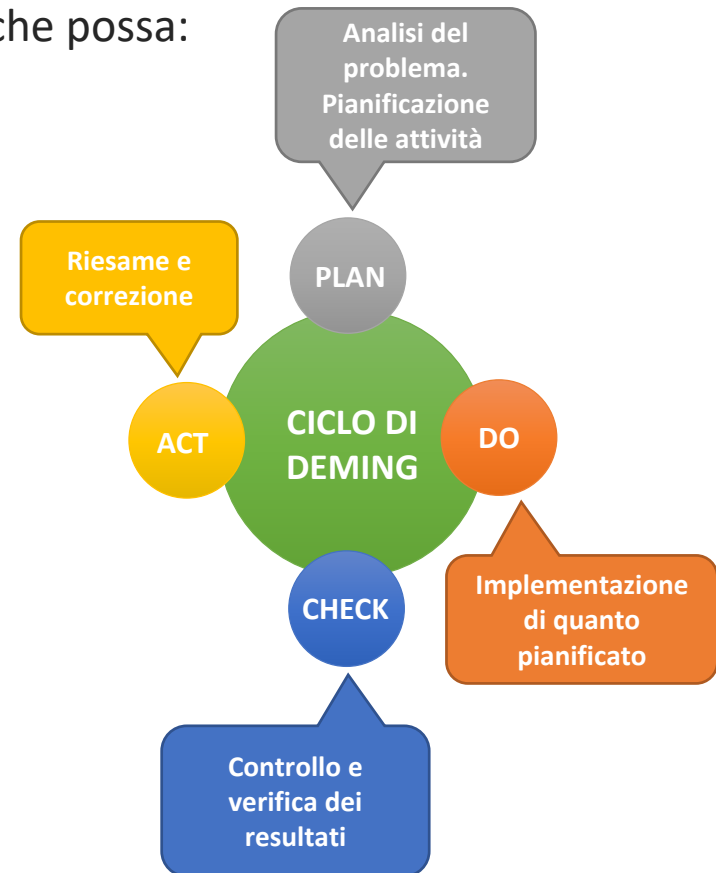 che possa:
Analisi del
problema.
Pianificazione
delle attività
PLAN
Riesame e
correzione
ACT
CICLO DI
DEMING
DO
Implementazione
di quanto
pianificato
CHECK
Controllo e
verifica dei
resultati